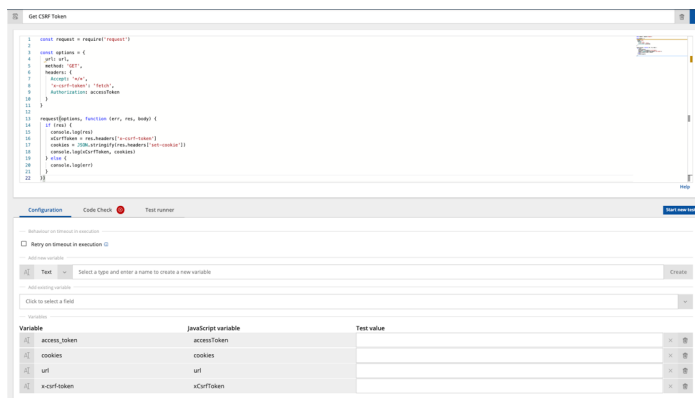 Get CSRF Token
1 const request = require('request')
2
3 const options = {
4 url: url,
5 method: 'GET',
6 headers: {
7 Accept: '*/*',
8 'x-csrf-token': 'fetch',
9 Authorization: accessToken
10 }
11 }
12
13 request(options, function (err, res, body) {
14 if (res) {
15 console.log(res)
16 xCsrfToken = res.headers['x-csrf-token']
17 cookies = JSON.stringify(res.headers['set-cookie'])
18 console.log(xCsrfToken, cookies)
19 } else {
20 console.log(err)
21 }
22 })
Help
Configuration Code Check Test runner Start new test
Behaviour on timeout in execution
Retry on timeout in execution
Add new variable
Text Select a type and enter a name to create a new variable Create
Add existing variable
Click to select a field
Variables
Variable JavaScript variable Test value
access_token accessToken
cookies cookies
url url
x-csrf-token xCsrfToken